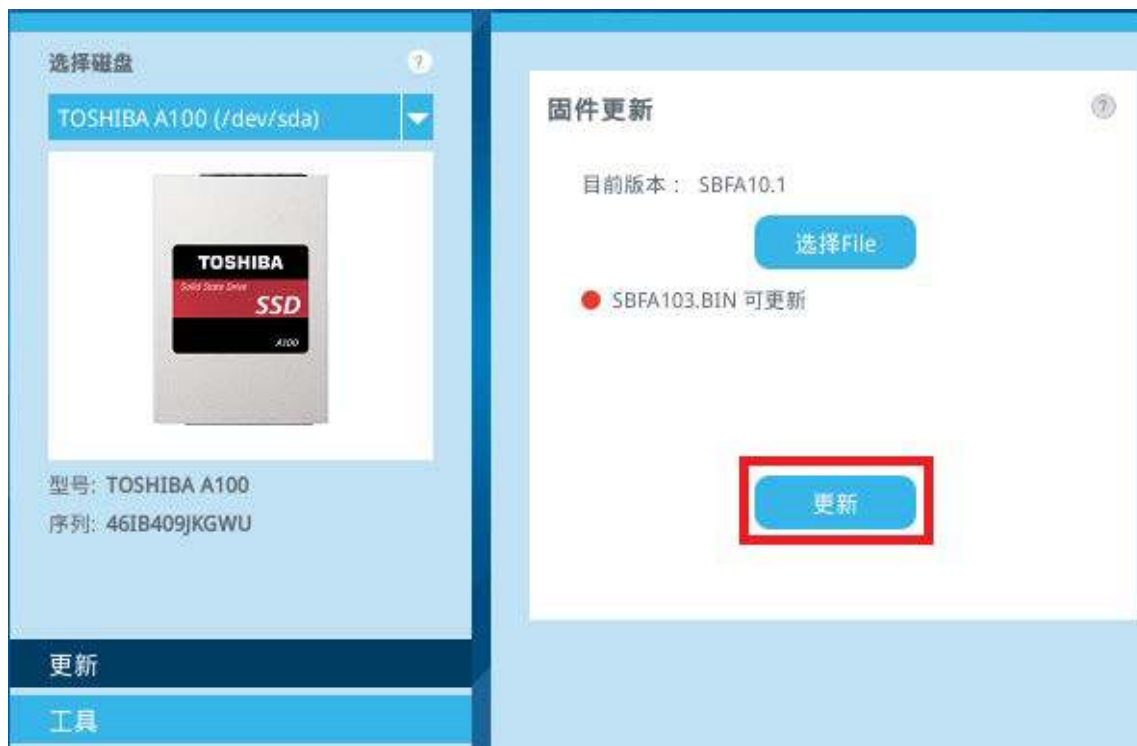 选择磁盘
?
TOSHIBA A100 (/dev/sda)
TOSHIBA
Solid State Drive
SSD
A100
型号: TOSHIBA A100
序列: 46IB409JKGWU
更新
工具
固件更新
?
目前版本： SBFA10.1
选择File
SBFA103.BIN 可更新
更新